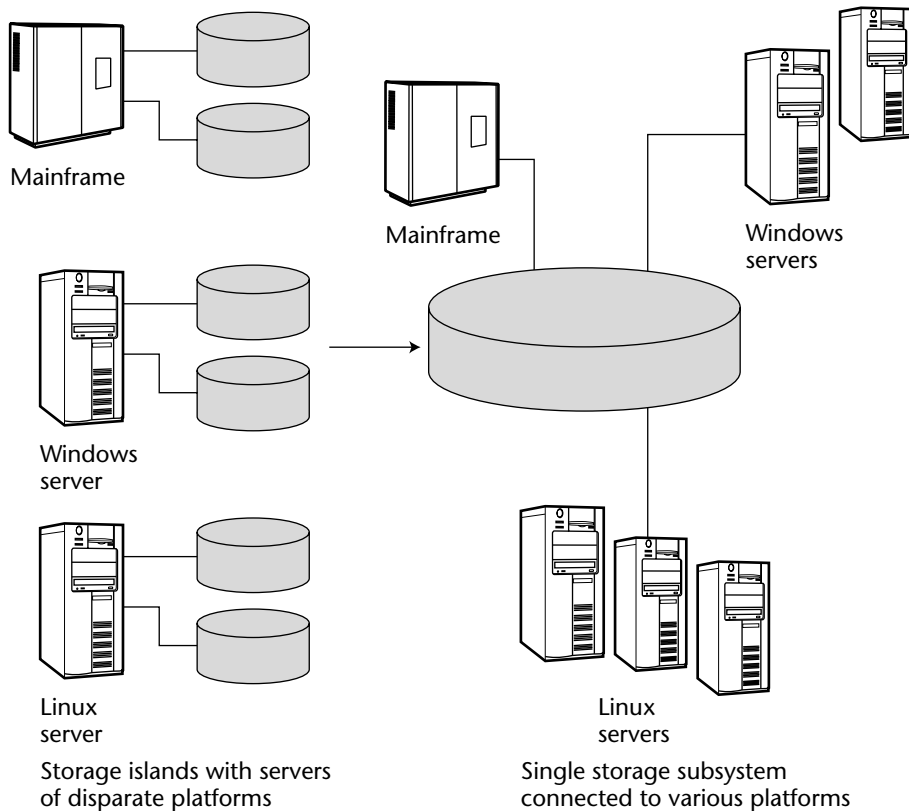 Mainframe
Mainframe
Windows
servers
Windows
server
Linux
server
Linux
servers
Storage islands with servers
of disparate platforms
Single storage subsystem
connected to various platforms